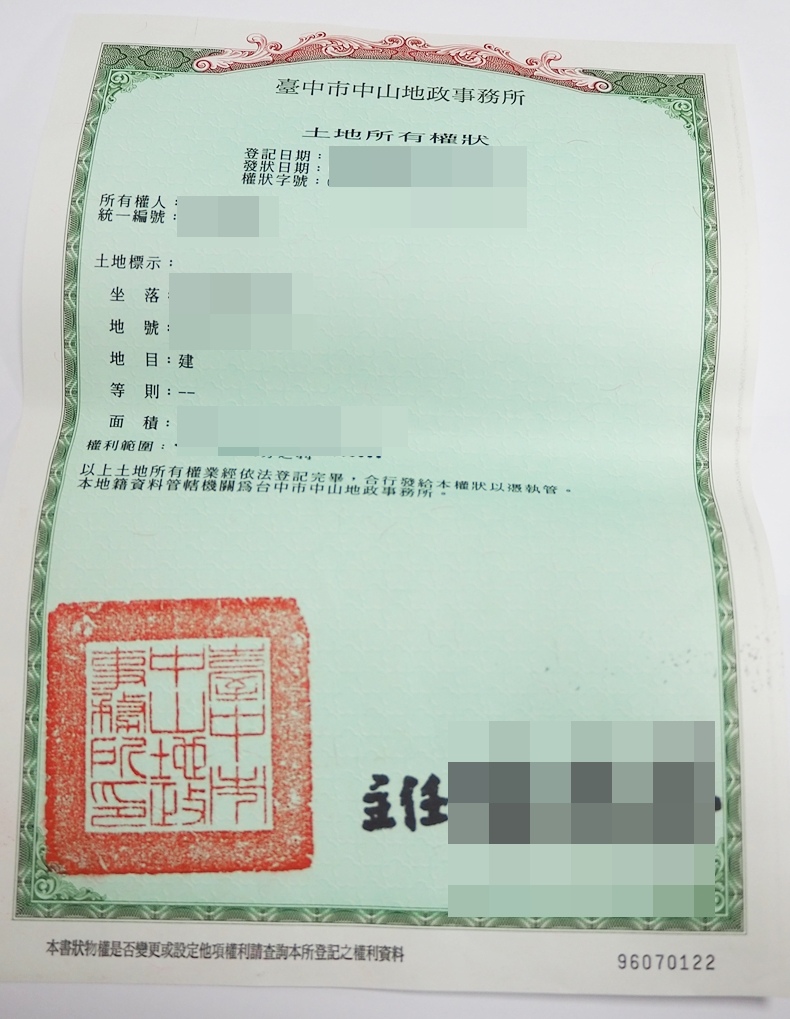 臺中市中山地政事務所
土地所有權狀
登記日期：
發狀日期：
權狀字號：
所有權人：
統一編號：
土地標示：
坐 落：
地 號：
地 目：建
等 則：--
面 積：
權利範圍：
以上土地所有權業經依法登記完畢，合行發給本權狀以憑執管。
本地籍資料管轄機關為台中市中山地政事務所。
臺中市
中山地政
事務所印
主任
本書狀物權是否變更或設定他項權利請查詢本所登記之權利資料
96070122